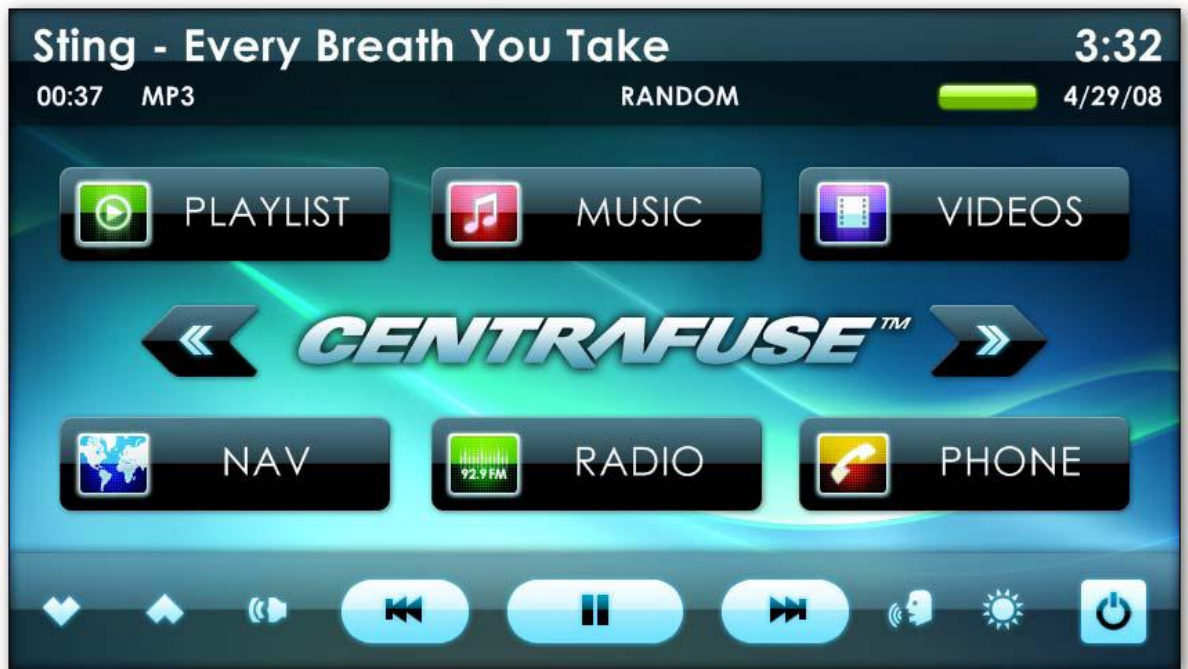 Sting - Every Breath You Take 3:32
00:37 MP3 RANDOM 4/29/08
PLAYLIST MUSIC VIDEOS
CENTRAFUSE™
NAV 92.9 FM RADIO PHONE